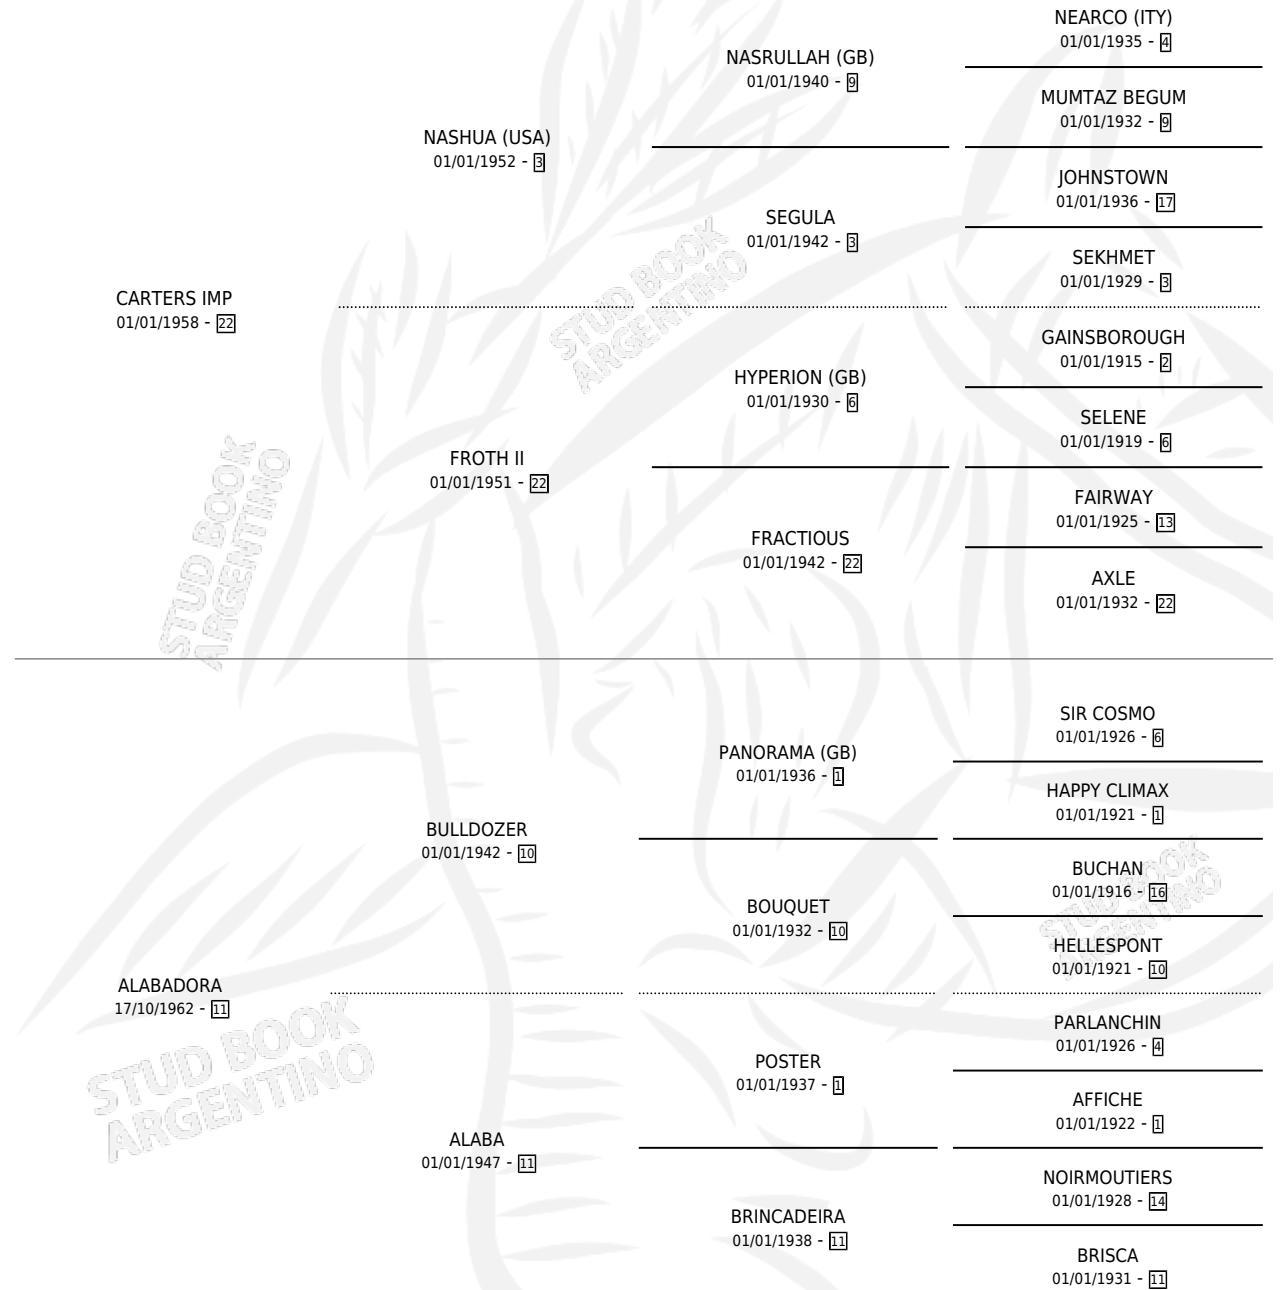 NEARCO (ITY)
01/01/1935 - 4
NASRULLAH (GB)
01/01/1940 - 9
MUMTAZ BEGUM
01/01/1932 - 9
NASHUA (USA)
01/01/1952 - 3
JOHNSTOWN
01/01/1936 - 17
SEGULA
01/01/1942 - 3
SEKHMET
01/01/1929 - 3
CARTERS IMP
01/01/1958 - 22
GAINSBOROUGH
01/01/1915 - 2
HYPERION (GB)
01/01/1930 - 6
SELENE
01/01/1919 - 6
FROTH II
01/01/1951 - 22
FAIRWAY
01/01/1925 - 13
FRACTIOUS
01/01/1942 - 22
AXLE
01/01/1932 - 22
STUD BOOK
ARGENTINO
STUD BOOK
ARGENTINO
SIR COSMO
01/01/1926 - 6
PANORAMA (GB)
01/01/1936 - 1
HAPPY CLIMAX
01/01/1921 - 1
BULLDOZER
01/01/1942 - 10
BUCHAN
01/01/1916 - 16
BOUQUET
01/01/1932 - 10
HELLESPONT
01/01/1921 - 10
ALABADORA
17/10/1962 - 11
PARLANCHIN
01/01/1926 - 4
POSTER
01/01/1937 - 1
AFFICHE
01/01/1922 - 1
ALABA
01/01/1947 - 11
NOIRMOUTIERS
01/01/1928 - 14
BRINCADEIRA
01/01/1938 - 11
BRISCA
01/01/1931 - 11
STUD BOOK
ARGENTINO
STUD BOOK
ARGENTINO